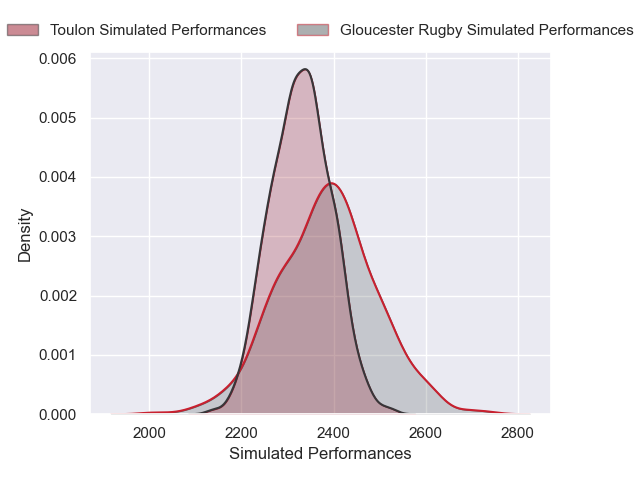 Toulon Simulated Performances
Gloucester Rugby Simulated Performances
0.006
0.005
0.004
0.003
0.002
0.001
0.000
Density
2000 2200 2400 2600 2800
Simulated Performances